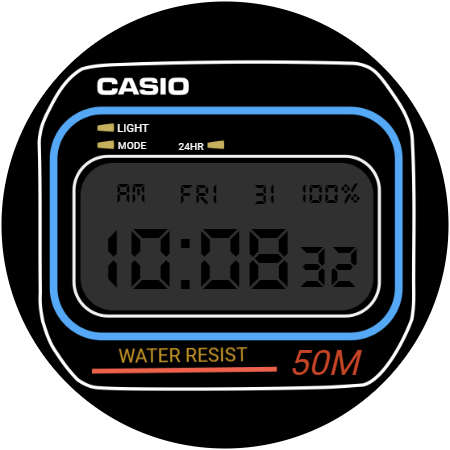 CASIO
LIGHT
MODE 24HR
AM FRI 31 100%
10:08 32
WATER RESIST 50M